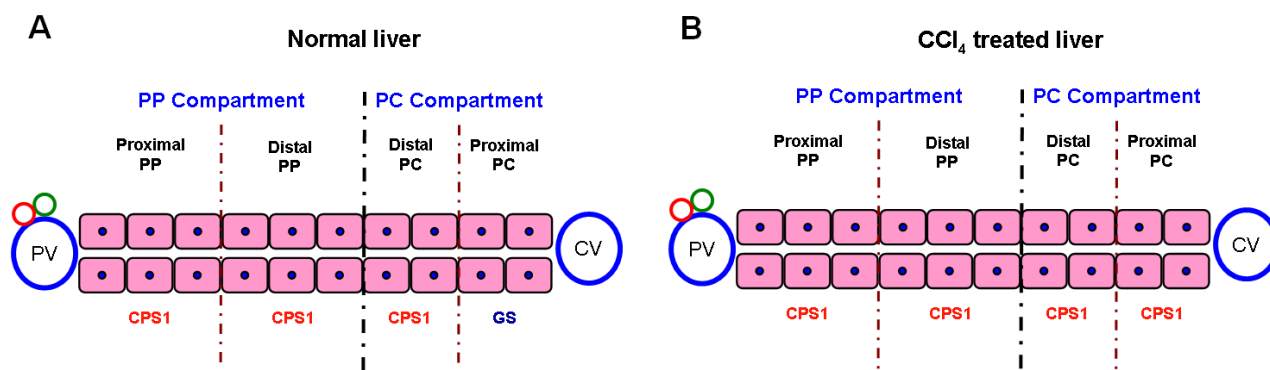 A
Normal liver
PP Compartment
PC Compartment
Proximal
PP
Distal
PP
Distal
PC
Proximal
PC
PV
CV
CPS1
CPS1
CPS1
GS
B
CCl₄ treated liver
PP Compartment
PC Compartment
Proximal
PP
Distal
PP
Distal
PC
Proximal
PC
PV
CV
CPS1
CPS1
CPS1
CPS1